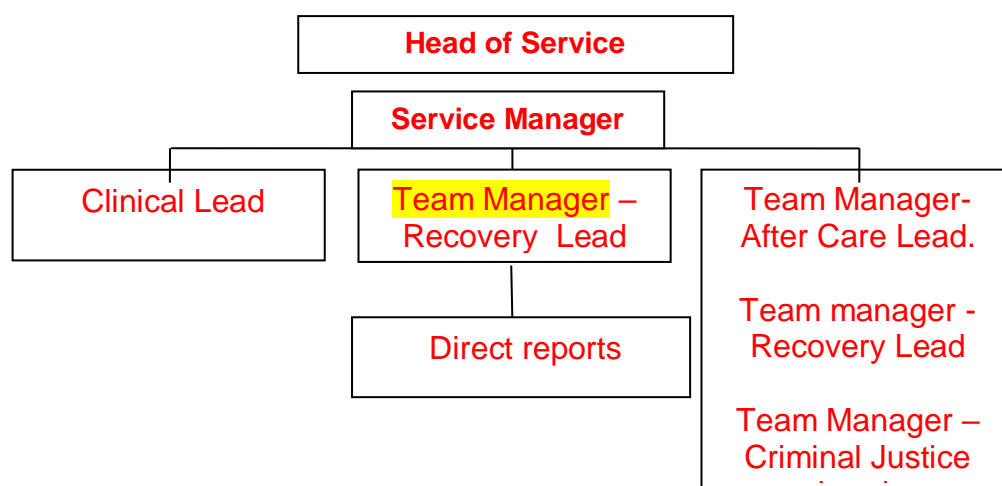 Head of Service
Service Manager
Clinical Lead
Team Manager –
Recovery Lead
Direct reports
Team Manager-
After Care Lead.
Team manager -
Recovery Lead
Team Manager –
Criminal Justice